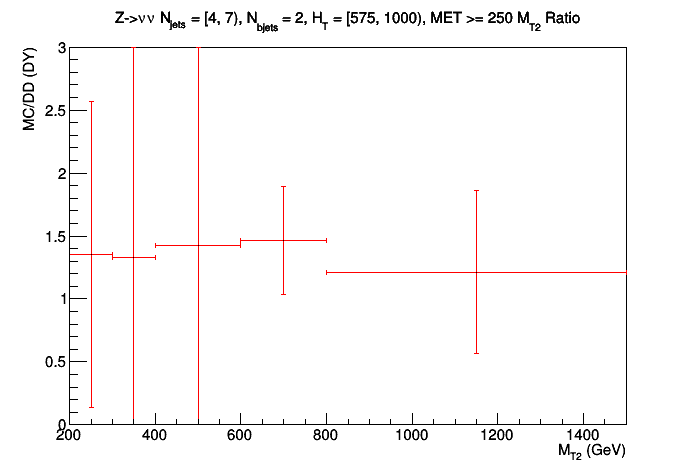 Z->νν N_jets = [4, 7), N_bjets = 2, H_T = [575, 1000), MET >= 250 M_T2 Ratio
MC/DD (DY)
3
2.5
2
1.5
1
0.5
0
200 400 600 800 1000 1200 1400
M_T2 (GeV)